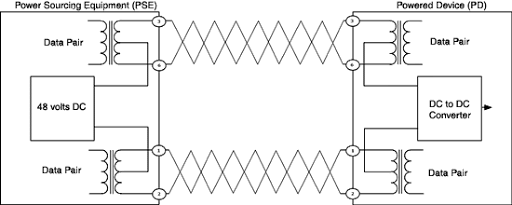 Power Sourcing Equipment (PSE)
Powered Device (PD)
Data Pair
3
3
Data Pair
6
6
48 volts DC
DC to DC
Converter
1
1
Data Pair
2
2
Data Pair